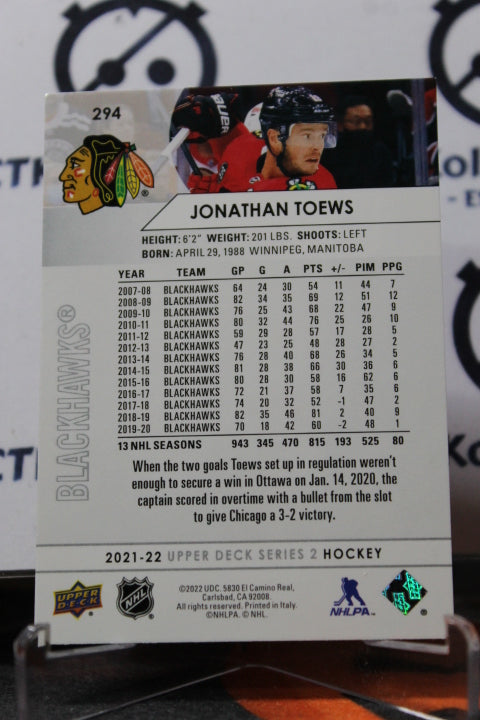 294
JONATHAN TOEWS
HEIGHT: 6'2" WEIGHT: 201 LBS. SHOOTS: LEFT
BORN: APRIL 29, 1988 WINNIPEG, MANITOBA
YEAR TEAM GP G A PTS +/- PIM PPG
2007-08 BLACKHAWKS 64 24 30 54 11 44 7
2008-09 BLACKHAWKS 82 34 35 69 12 51 12
2009-10 BLACKHAWKS 76 25 43 68 22 47 9
2010-11 BLACKHAWKS 80 32 44 76 25 26 10
2011-12 BLACKHAWKS 59 29 28 57 17 28 5
2012-13 BLACKHAWKS 47 23 25 48 28 27 2
2013-14 BLACKHAWKS 76 28 40 68 26 34 5
2014-15 BLACKHAWKS 81 28 38 66 30 36 6
2015-16 BLACKHAWKS 80 28 30 58 16 62 6
2016-17 BLACKHAWKS 72 21 37 58 7 35 6
2017-18 BLACKHAWKS 74 20 32 52 -1 47 2
2018-19 BLACKHAWKS 82 35 46 81 2 40 9
2019-20 BLACKHAWKS 70 18 42 60 -2 48 1
13 NHL SEASONS 943 345 470 815 193 525 80
BLACKHAWKS®
When the two goals Toews set up in regulation weren't
enough to secure a win in Ottawa on Jan. 14, 2020, the
captain scored in overtime with a bullet from the slot
to give Chicago a 3-2 victory.
2021-22 UPPER DECK SERIES 2 HOCKEY
UPPER DECK
NHL
©2022 UDC. 5830 El Camino Real,
Carlsbad, CA 92008.
All rights reserved. Printed in Italy.
©NHLPA. ©NHL.
NHLPA